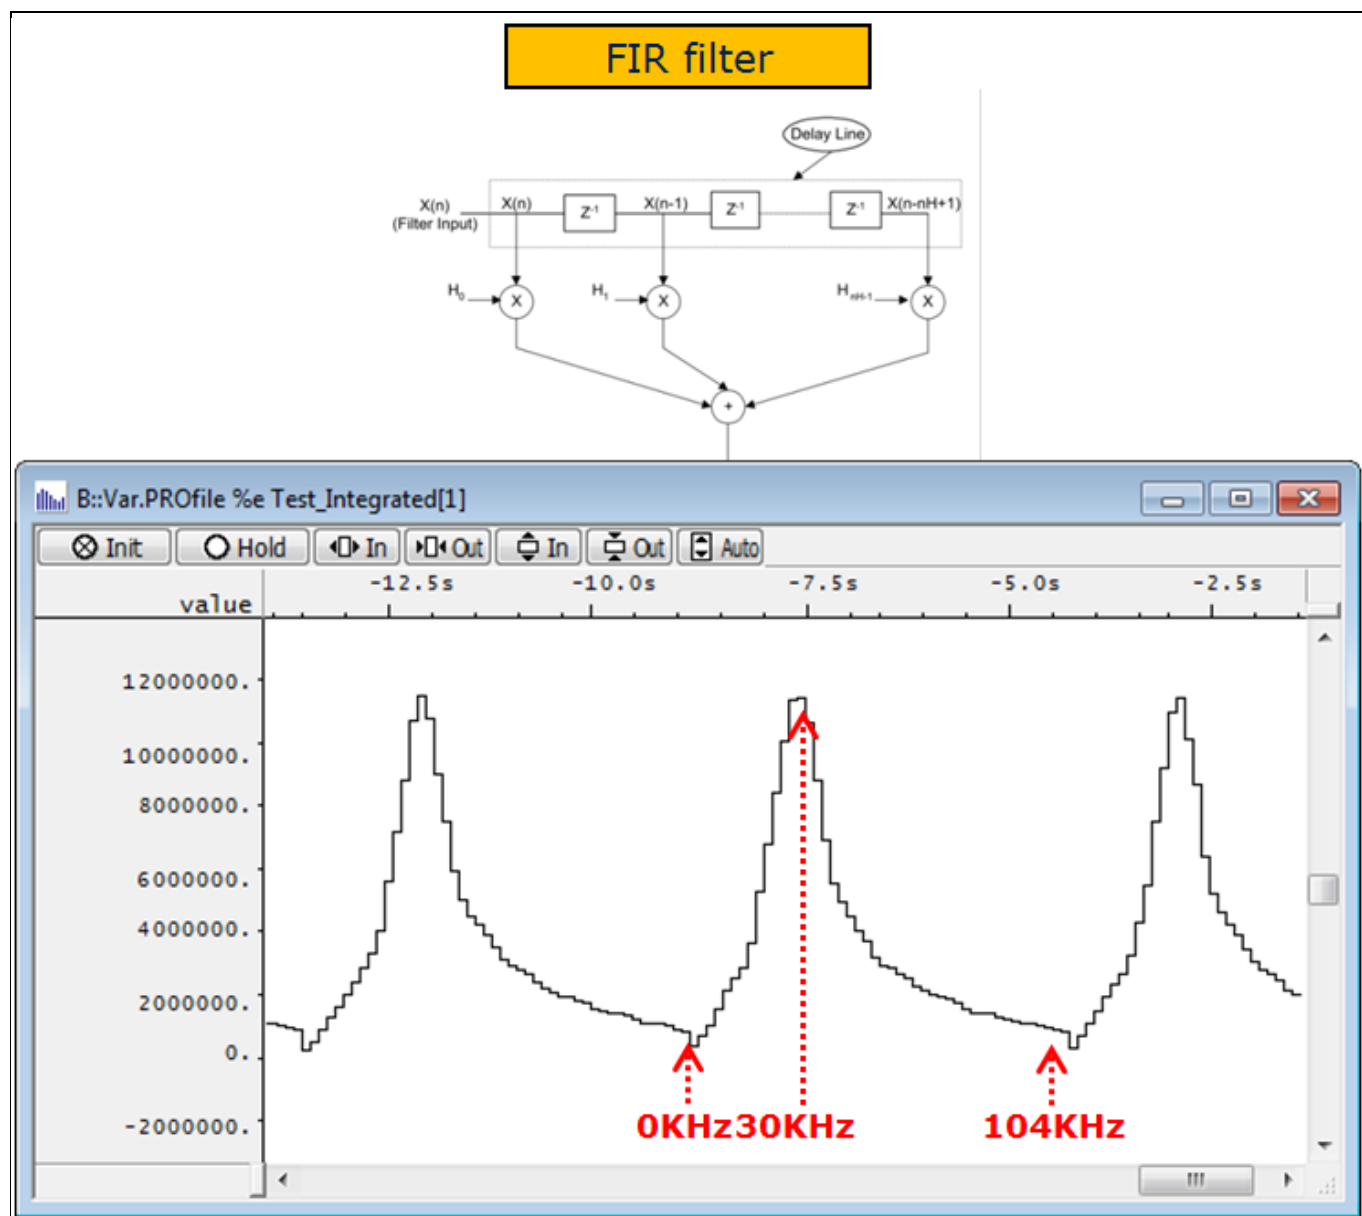 FIR filter
Delay Line
X(n)
(Filter Input)
X(n)
Z-1
X(n-1)
Z-1
Z-1
X(n-nH+1)
H0
X
H1
X
HnH-1
X
+
B::Var.PROfile %e Test_Integrated[1]
Init Hold In Out In Out Auto
-12.5s -10.0s -7.5s -5.0s -2.5s
value
12000000.
10000000.
8000000.
6000000.
4000000.
2000000.
0.
-2000000.
0KHz 30KHz 104KHz